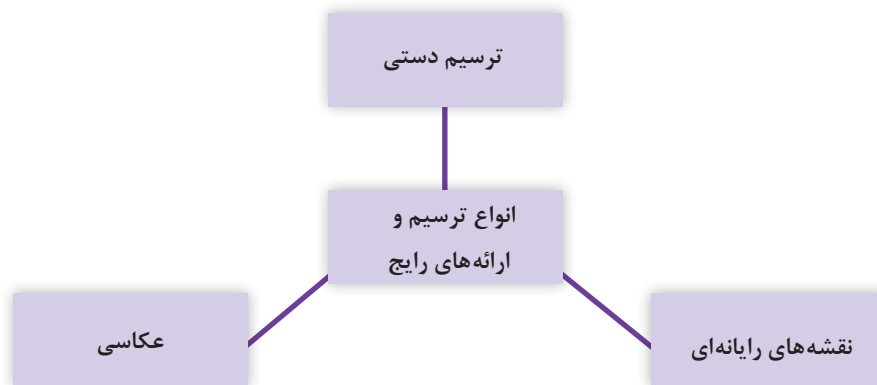 ترسیم دستی
انواع ترسیم و
ارائه‌های رایج
نقشه‌های رایانه‌ای
عکاسی